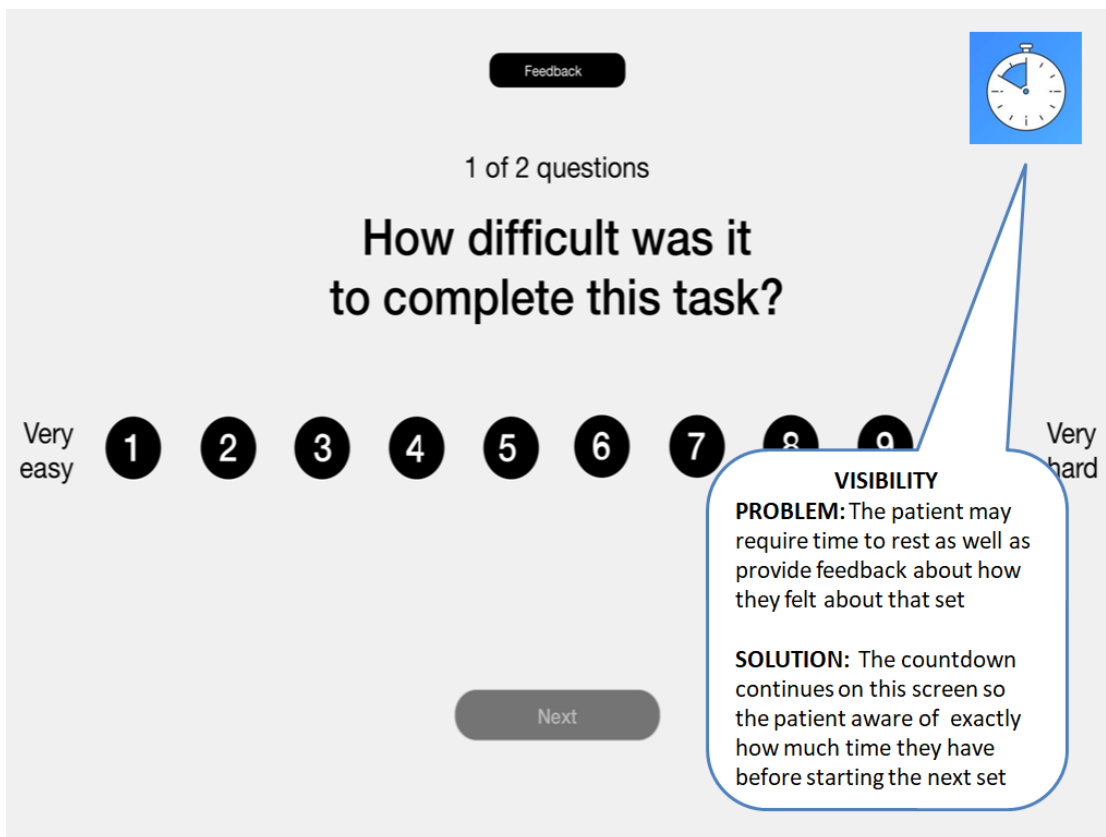 Feedback
1 of 2 questions
How difficult was it
to complete this task?
Very
easy
1 2 3 4 5 6 7 8 9
Very
hard
VISIBILITY
PROBLEM: The patient may
require time to rest as well as
provide feedback about how
they felt about that set
SOLUTION: The countdown
continues on this screen so
the patient aware of exactly
how much time they have
before starting the next set
Next